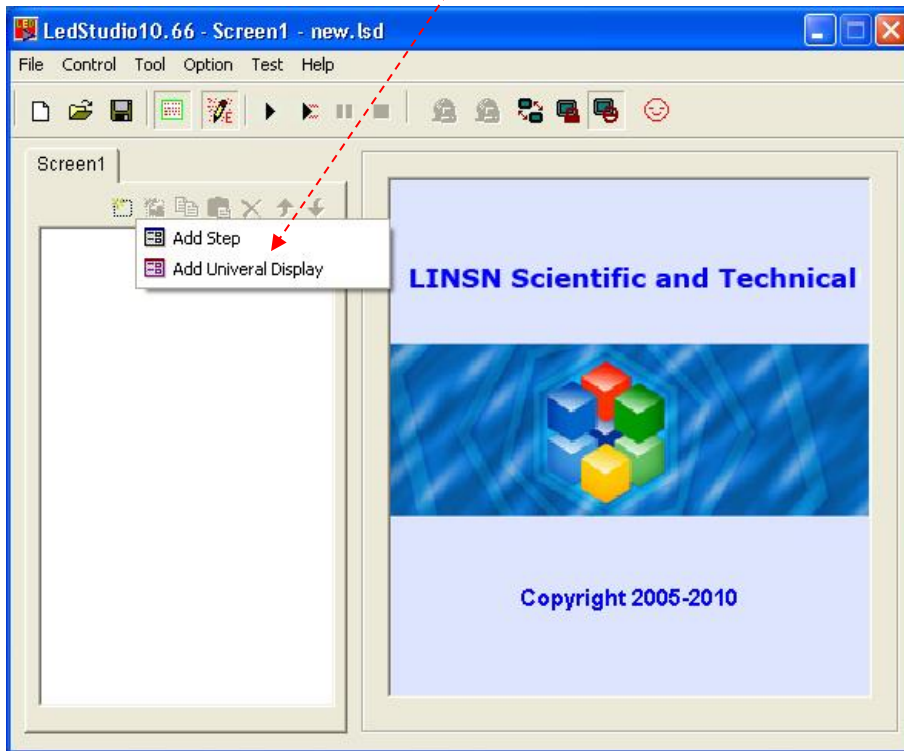 LedStudio10.66 - Screen1 - new.lsd
File Control Tool Option Test Help
Screen1
Add Step
Add Univeral Display
LINSN Scientific and Technical
Copyright 2005-2010